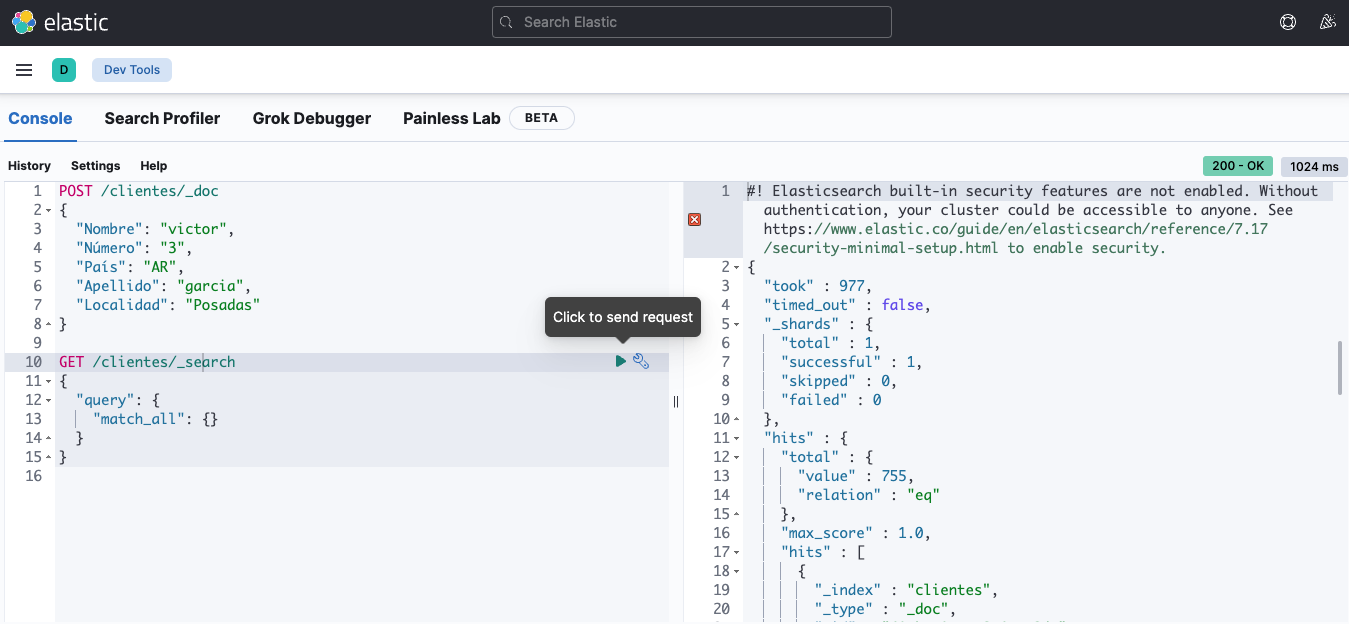 elastic
Search Elastic
D
Dev Tools
Console
Search Profiler
Grok Debugger
Painless Lab
BETA
History
Settings
Help
200 - OK
1024 ms
1 POST /clientes/_doc
2 {
3 "Nombre": "victor",
4 "Número": "3",
5 "País": "AR",
6 "Apellido": "garcia",
7 "Localidad": "Posadas"
8 }
9
10 GET /clientes/_search
11 {
12 "query": {
13 "match_all": {}
14 }
15 }
16
Click to send request
1 #! Elasticsearch built-in security features are not enabled. Without
authentication, your cluster could be accessible to anyone. See
https://www.elastic.co/guide/en/elasticsearch/reference/7.17
/security-minimal-setup.html to enable security.
2 {
3 "took" : 977,
4 "timed_out" : false,
5 "_shards" : {
6 "total" : 1,
7 "successful" : 1,
8 "skipped" : 0,
9 "failed" : 0
10 },
11 "hits" : {
12 "total" : {
13 "value" : 755,
14 "relation" : "eq"
15 },
16 "max_score" : 1.0,
17 "hits" : [
18 {
19 "_index" : "clientes",
20 "_type" : "_doc",